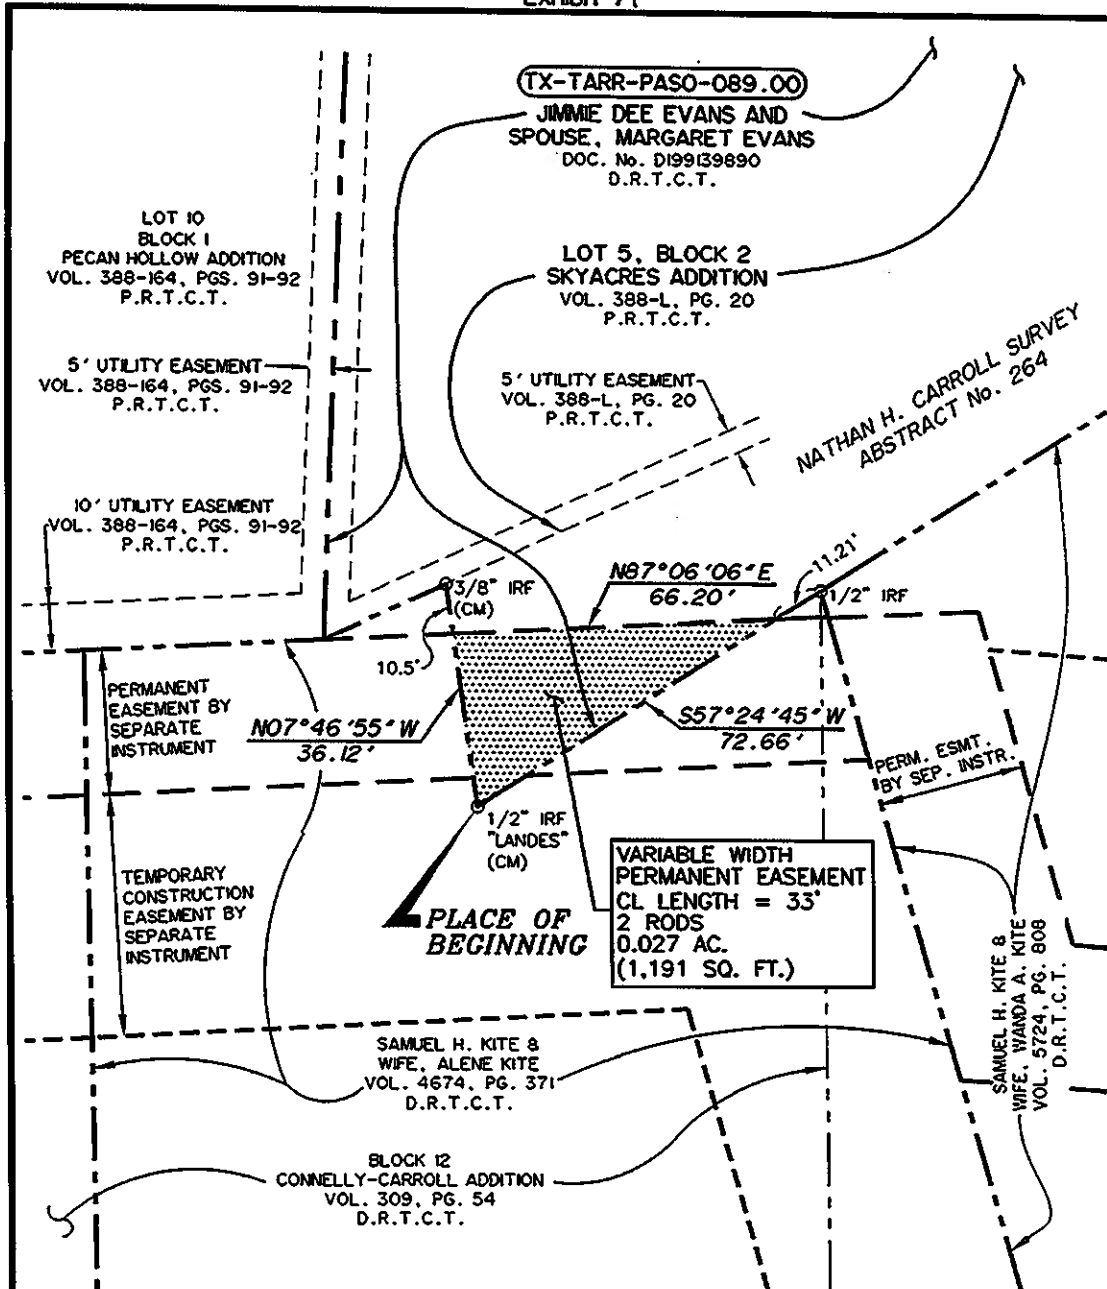 TX-TARR-PASO-089.00
JIMMIE DEE EVANS AND
SPOUSE, MARGARET EVANS
DOC. No. D199139890
D.R.T.C.T.
LOT 10
BLOCK 1
PECAN HOLLOW ADDITION
VOL. 388-164, PGS. 91-92
P.R.T.C.T.
LOT 5, BLOCK 2
SKYACRES ADDITION
VOL. 388-L, PG. 20
P.R.T.C.T.
5' UTILITY EASEMENT
VOL. 388-164, PGS. 91-92
P.R.T.C.T.
5' UTILITY EASEMENT
VOL. 388-L, PG. 20
P.R.T.C.T.
NATHAN H. CARROLL SURVEY
ABSTRACT No. 264
10' UTILITY EASEMENT
VOL. 388-164, PGS. 91-92
P.R.T.C.T.
3/8" IRF
(CM)
N87°06'06"E
66.20'
11.21'
1/2" IRF
10.5'
PERMANENT
EASEMENT BY
SEPARATE
INSTRUMENT
N07°46'55"W
36.12'
S57°24'45"W
72.66'
PERM. ESMT.
BY SEP. INSTR.
1/2" IRF
"LANDES"
(CM)
VARIABLE WIDTH
PERMANENT EASEMENT
CL LENGTH = 33'
2 RODS
0.027 AC.
(1,191 SQ. FT.)
TEMPORARY
CONSTRUCTION
EASEMENT BY
SEPARATE
INSTRUMENT
PLACE OF
BEGINNING
SAMUEL H. KITE &
WIFE, WANDA A. KITE
VOL. 5724, PG. 808
D.R.T.C.T.
SAMUEL H. KITE &
WIFE, ALENE KITE
VOL. 4674, PG. 371
D.R.T.C.T.
BLOCK 12
CONNELLY-CARROLL ADDITION
VOL. 309, PG. 54
D.R.T.C.T.